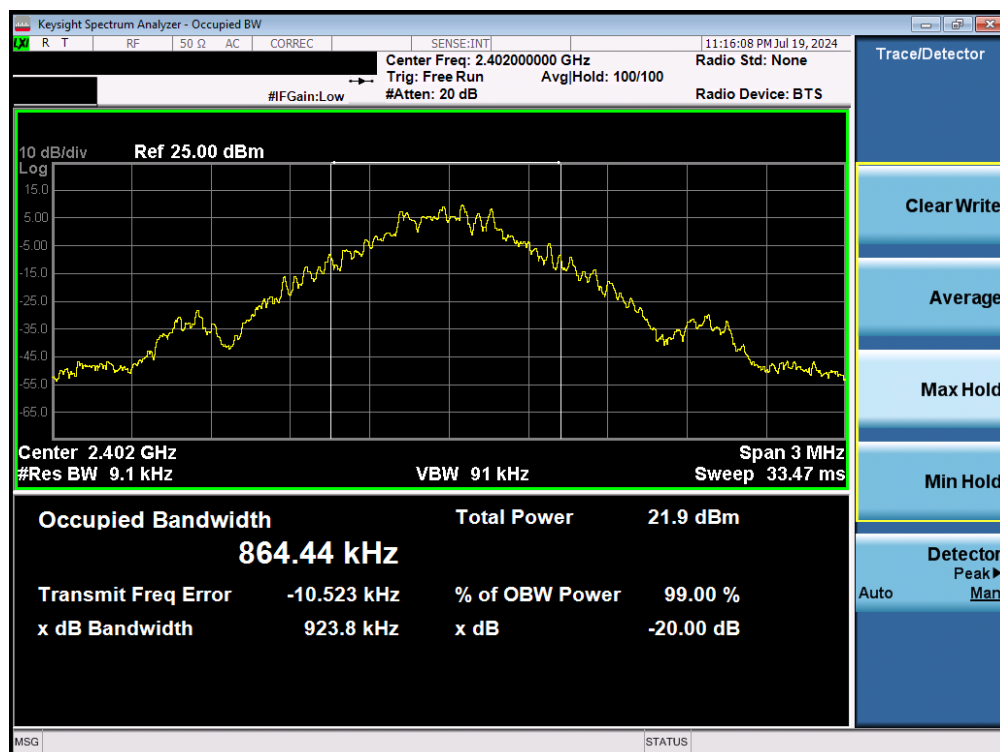 Keysight Spectrum Analyzer - Occupied BW
LXI R T RF 50 Ω AC CORREC SENSE:INT 11:16:08 PM Jul 19, 2024
Center Freq: 2.402000000 GHz Radio Std: None
Trig: Free Run Avg|Hold: 100/100
#IFGain:Low #Atten: 20 dB Radio Device: BTS
10 dB/div Ref 25.00 dBm
Log
15.0
5.00
-5.00
-15.0
-25.0
-35.0
-45.0
-55.0
-65.0
Center 2.402 GHz Span 3 MHz
#Res BW 9.1 kHz VBW 91 kHz Sweep 33.47 ms
Occupied Bandwidth Total Power 21.9 dBm
864.44 kHz
Transmit Freq Error -10.523 kHz % of OBW Power 99.00 %
x dB Bandwidth 923.8 kHz x dB -20.00 dB
MSG STATUS
Trace/Detector
Clear Write
Average
Max Hold
Min Hold
Detector
Peak▶
Auto Man